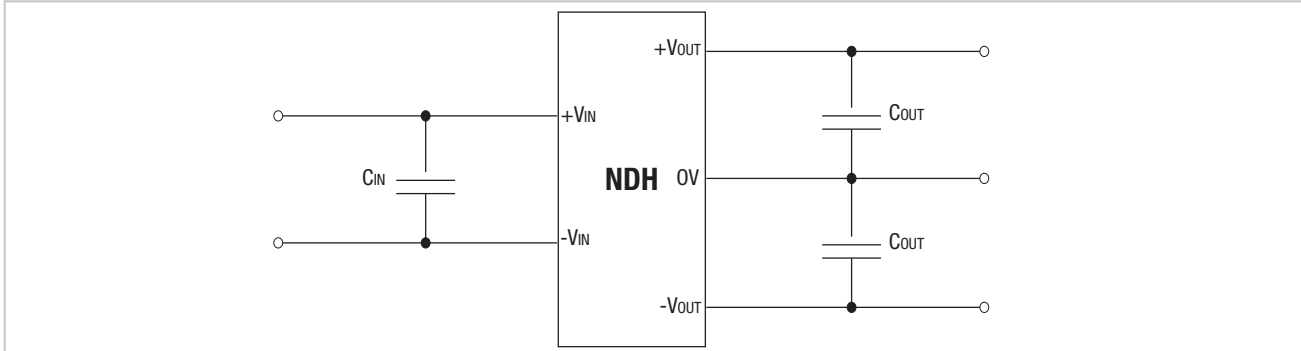 +VOUT
+VIN
COUT
CIN
NDH
0V
-VIN
COUT
-VOUT